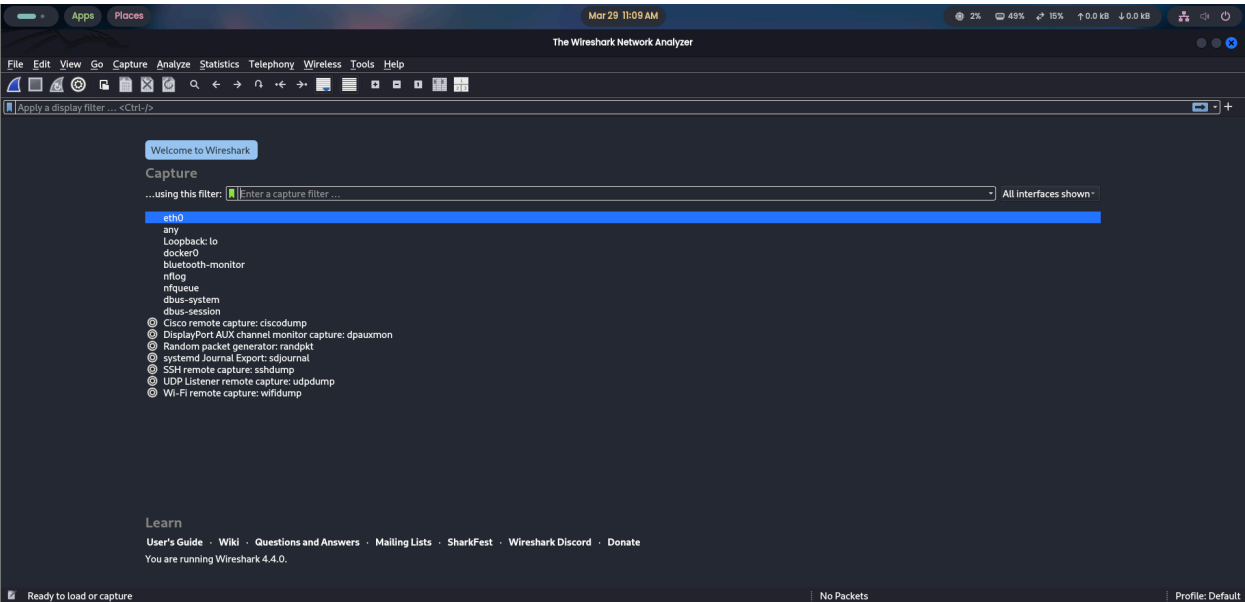 Apps Places Mar 29 11:09 AM 2% 49% 15% ↑0.0 kB ↓0.0 kB
The Wireshark Network Analyzer
File Edit View Go Capture Analyze Statistics Telephony Wireless Tools Help
Apply a display filter ... <Ctrl-/>
Welcome to Wireshark
Capture
...using this filter: Enter a capture filter ... All interfaces shown
eth0
any
Loopback: lo
docker0
bluetooth-monitor
nflog
nfqueue
dbus-system
dbus-session
Cisco remote capture: ciscodump
DisplayPort AUX channel monitor capture: dpauxmon
Random packet generator: randpkt
systemd Journal Export: sdjournal
SSH remote capture: sshdump
UDP Listener remote capture: udpdump
Wi-Fi remote capture: wifidump
Learn
User's Guide · Wiki · Questions and Answers · Mailing Lists · SharkFest · Wireshark Discord · Donate
You are running Wireshark 4.4.0.
Ready to load or capture No Packets Profile: Default